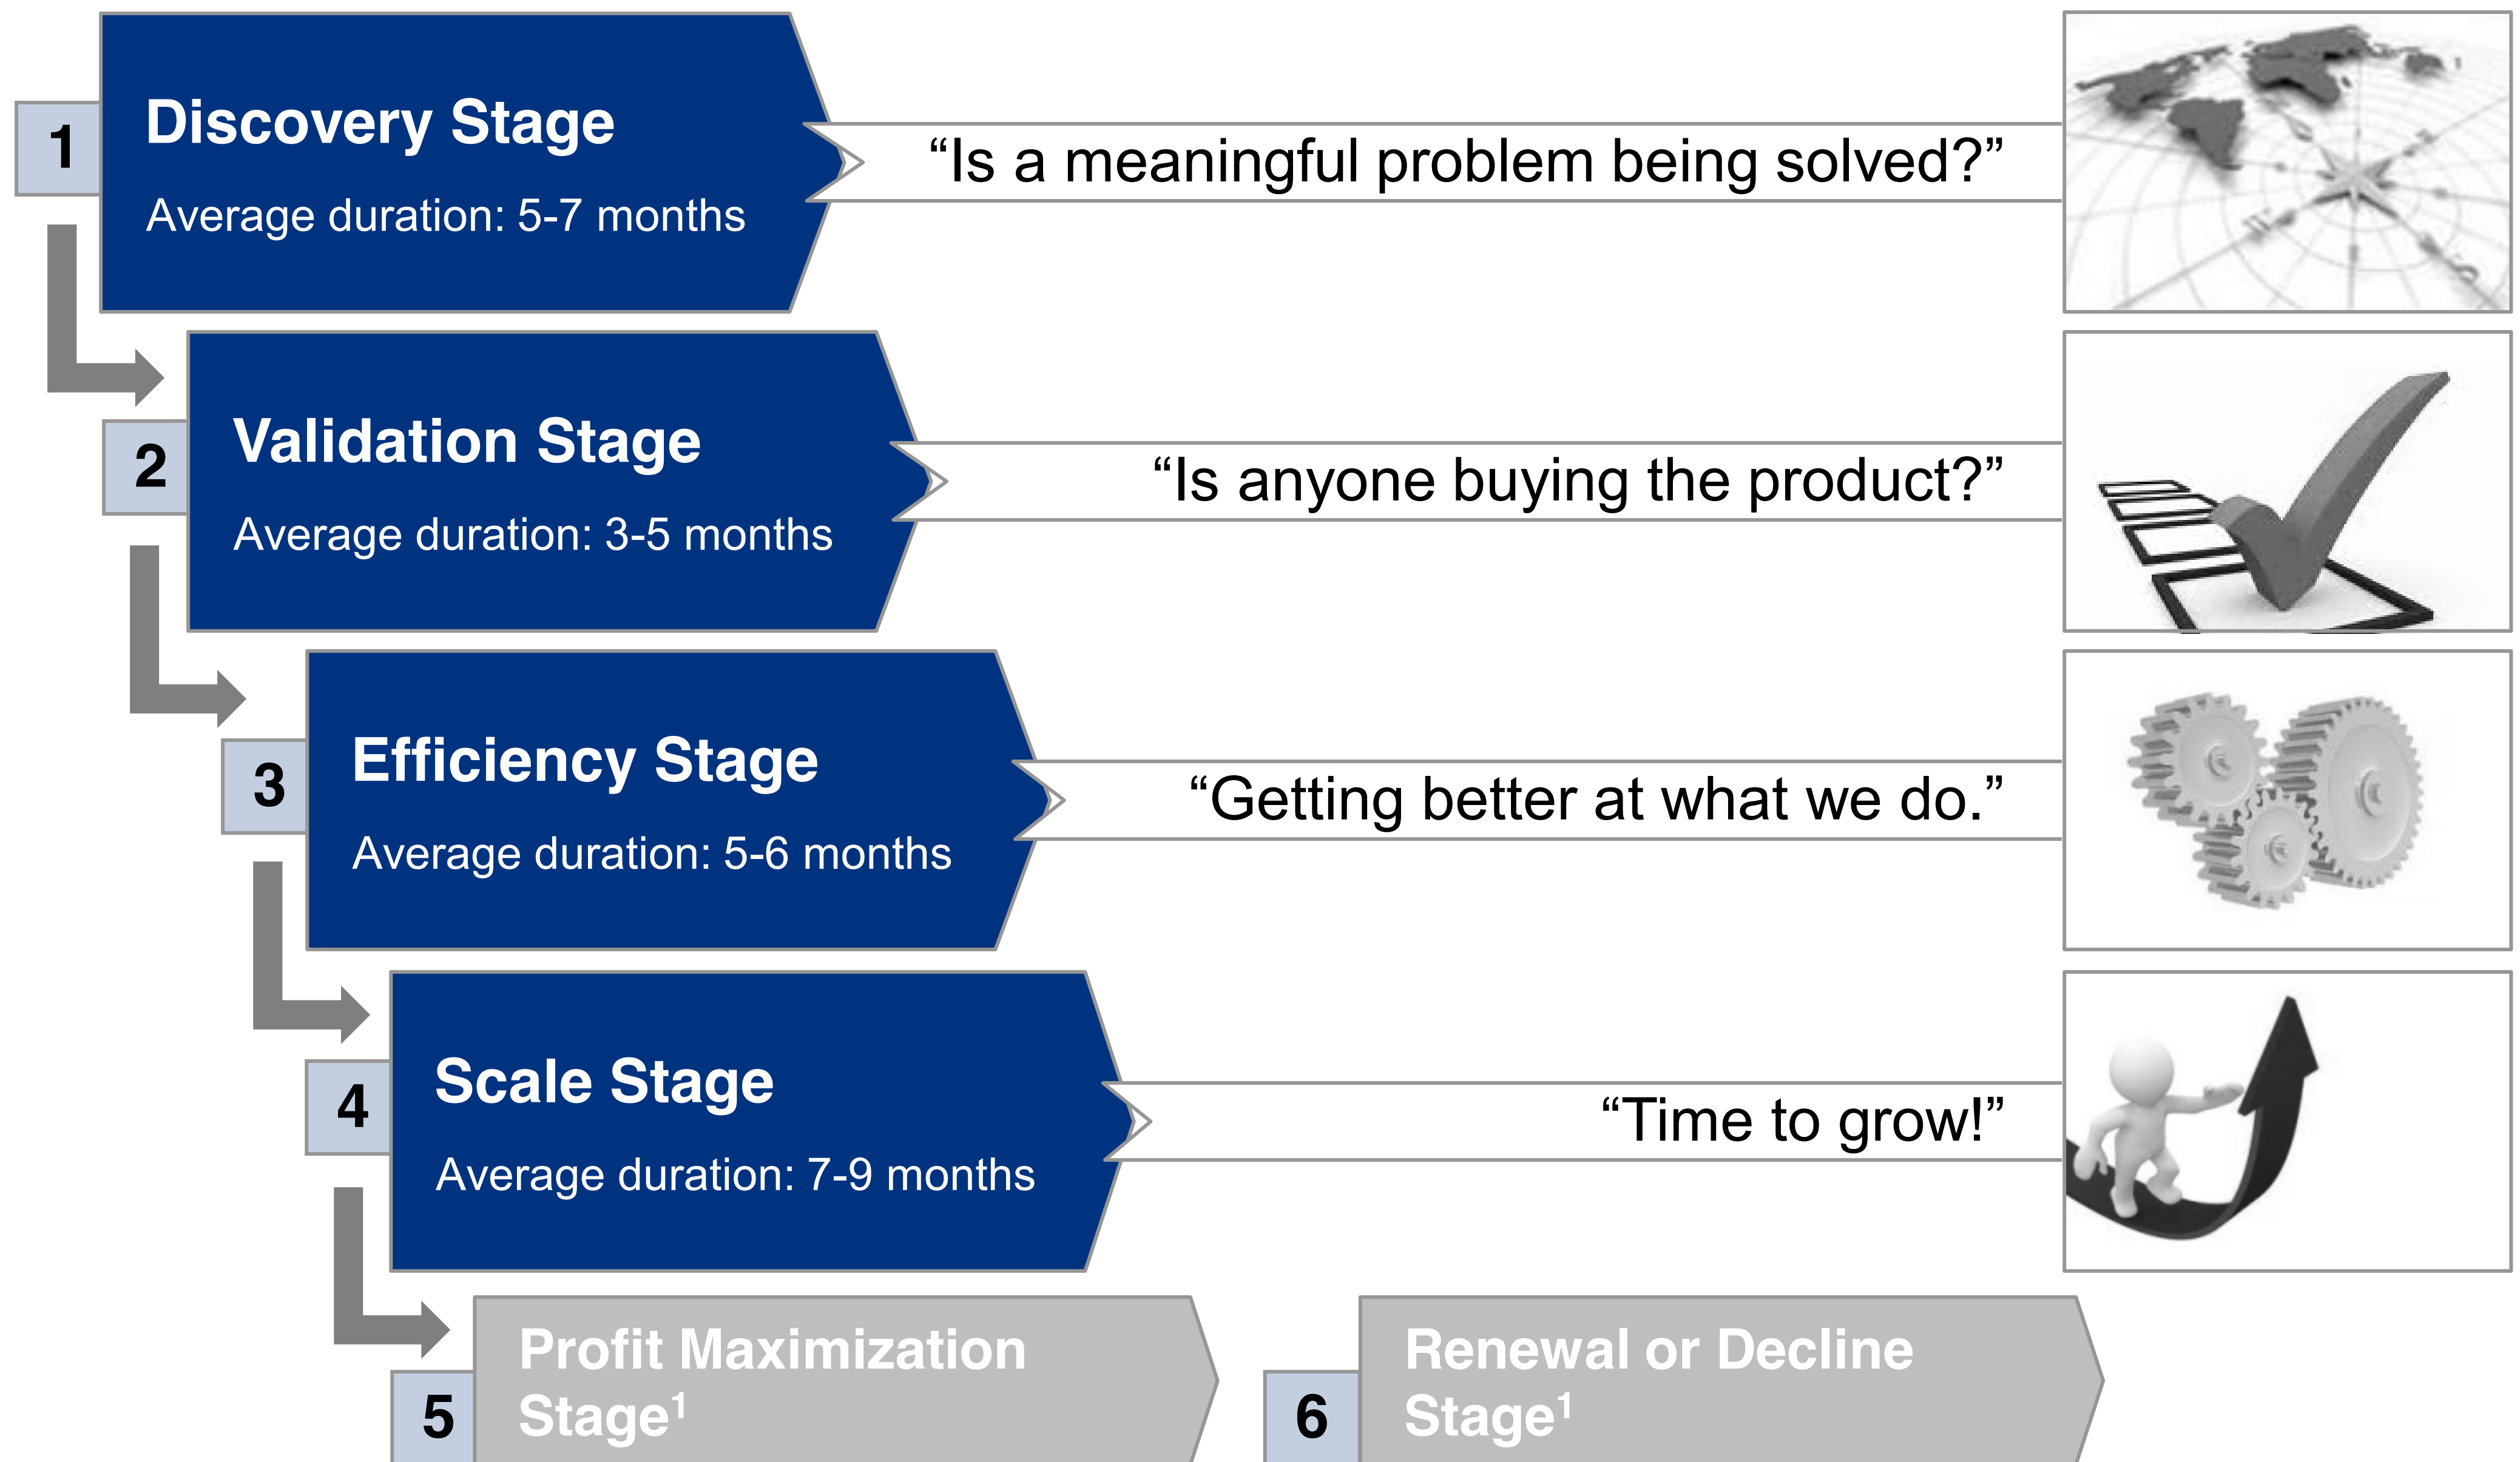 1
Discovery Stage
Average duration: 5-7 months
“Is a meaningful problem being solved?”
2
Validation Stage
Average duration: 3-5 months
“Is anyone buying the product?”
3
Efficiency Stage
Average duration: 5-6 months
“Getting better at what we do.”
4
Scale Stage
Average duration: 7-9 months
“Time to grow!”
5
Profit Maximization
Stage¹
6
Renewal or Decline
Stage¹